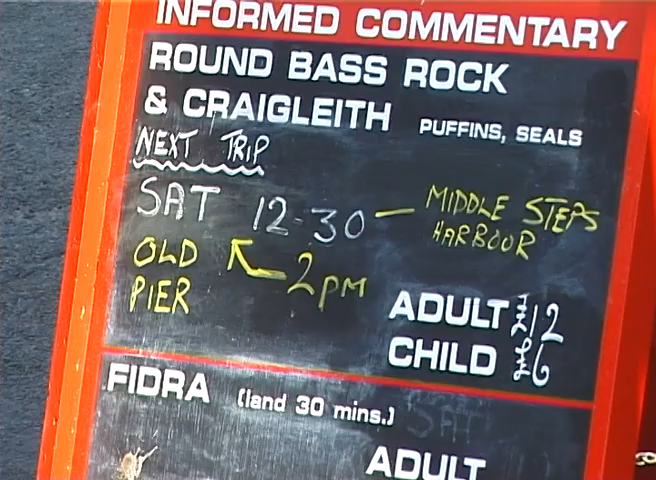 INFORMED COMMENTARY
ROUND BASS ROCK
& CRAIGLEITH PUFFINS, SEALS
NEXT TRIP
SAT 12-30 — MIDDLE STEPS
HARBOUR
OLD 2PM
PIER
ADULT £12
CHILD £6
FIDRA (land 30 mins.)
SAT
ADULT